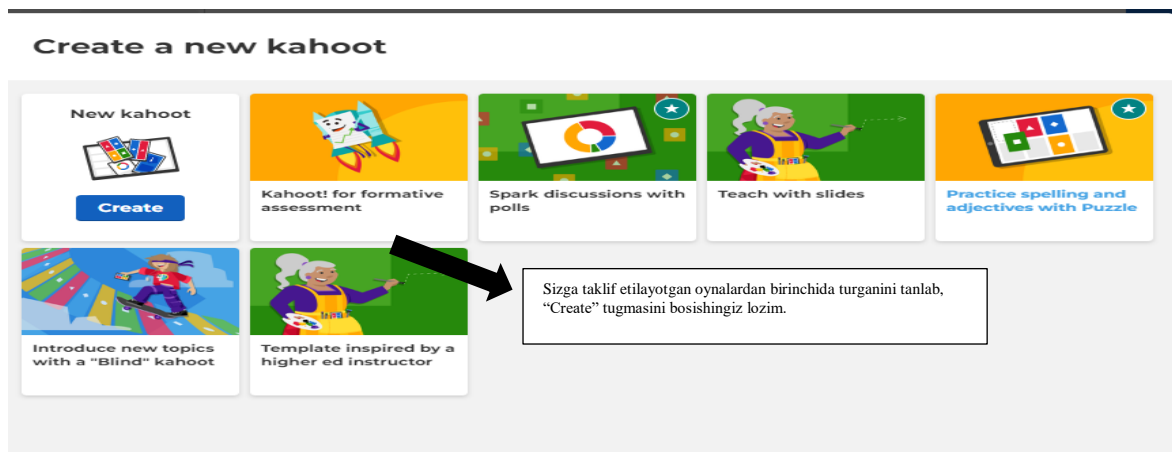 Create a new kahoot
New kahoot
Create
Kahoot! for formative
assessment
Spark discussions with
polls
Teach with slides
Practice spelling and
adjectives with Puzzle
Introduce new topics
with a "Blind" kahoot
Template inspired by a
higher ed instructor
Sizga taklif etilayotgan oynalardan birinchida turganini tanlab,
“Create” tugmasini bosishingiz lozim.